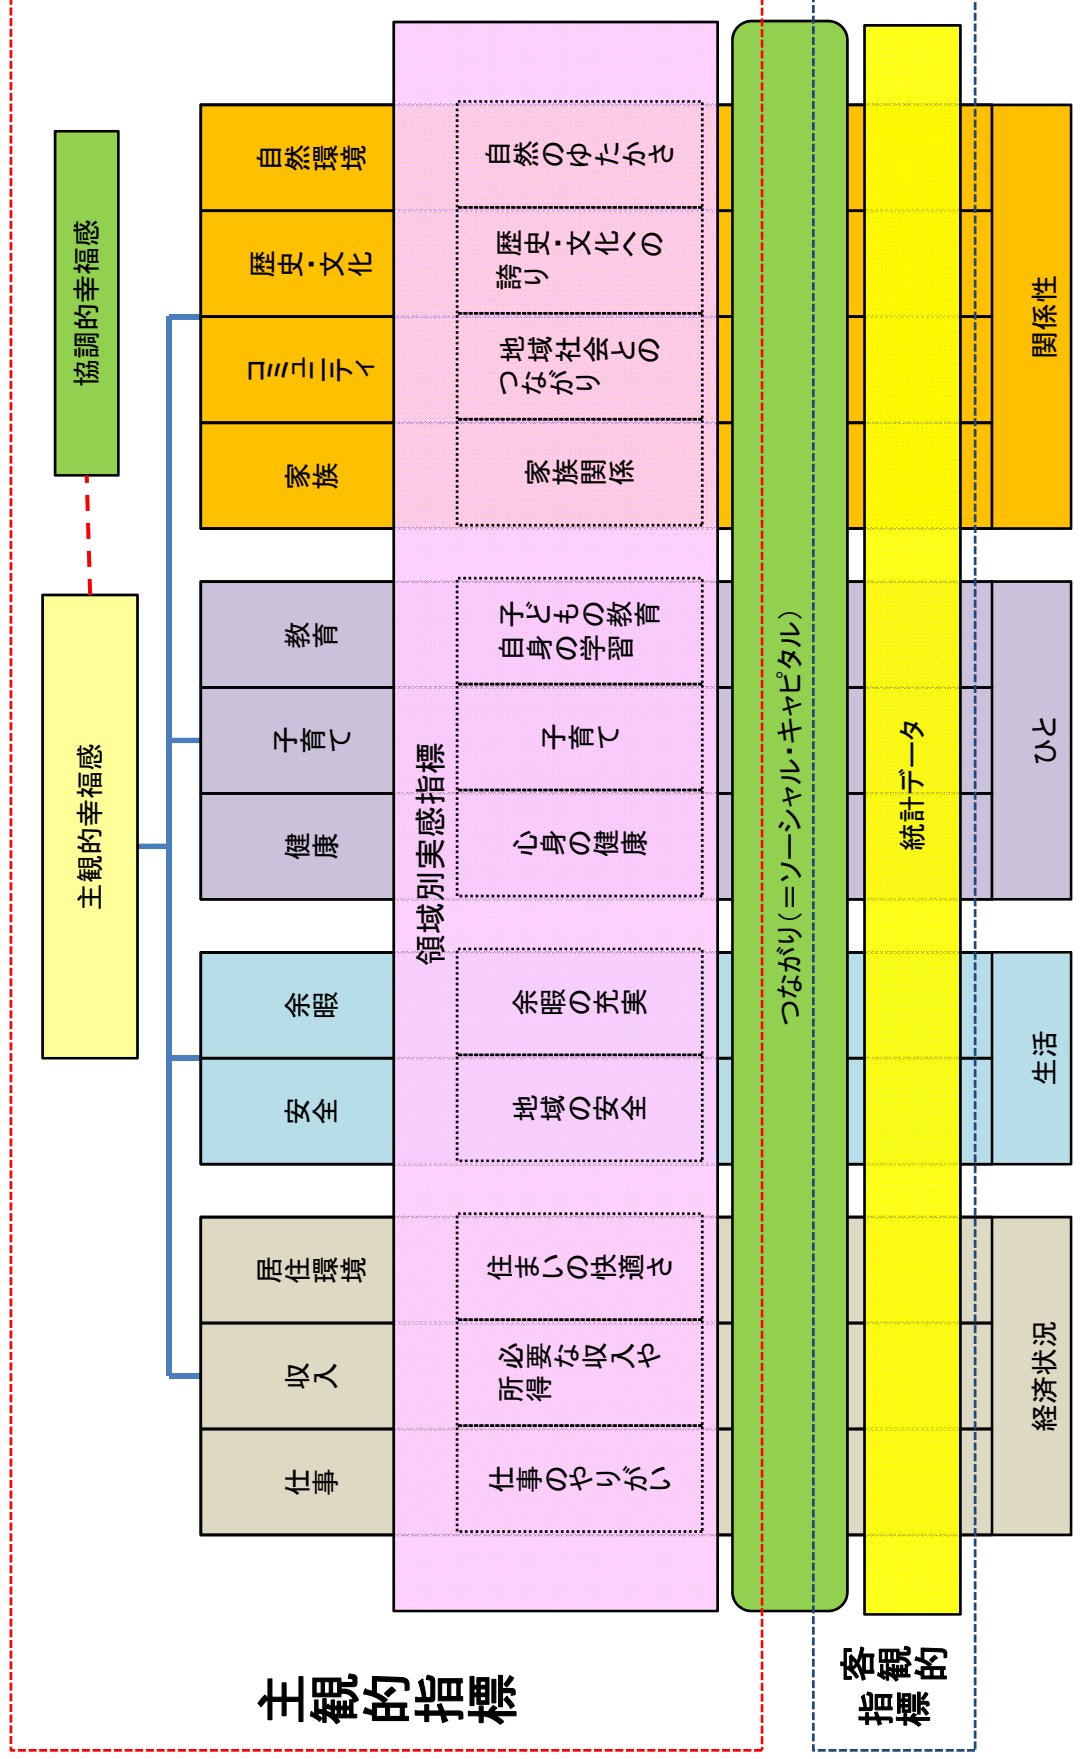 主観的指標
客観的
指標
主観的幸福感
協調的幸福感
仕事
収入
居住環境
安全
余暇
健康
子育て
教育
家族
コミュニティ
歴史・文化
自然環境
領域別実感指標
仕事のやりがい
必要な収入や
所得
住まいの快適さ
地域の安全
余暇の充実
心身の健康
子育て
子どもの教育
自身の学習
家族関係
地域社会との
つながり
歴史・文化への
誇り
自然のゆたかさ
つながり(=ソーシャル・キャピタル)
統計データ
経済状況
生活
ひと
関係性